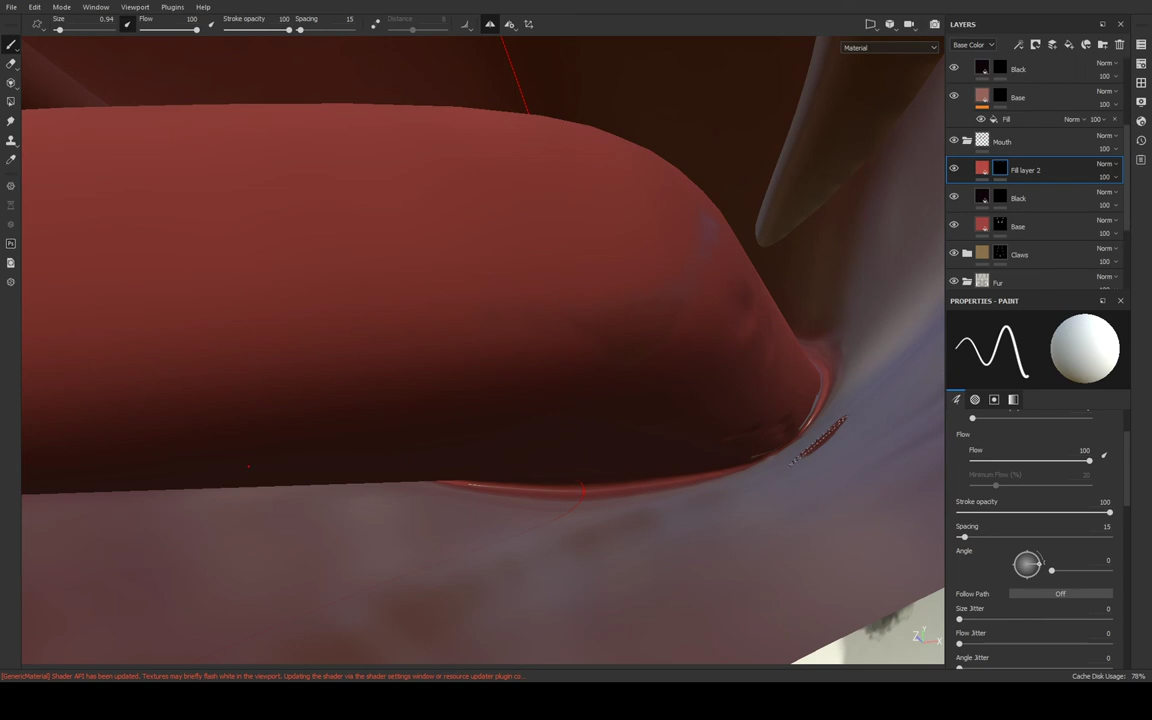 File Edit Mode Window Viewport Plugins Help
Size 0.94 Flow 100 Stroke opacity 100 Spacing 15 Distance 8
Material
LAYERS
Base Color
Norm
Black
100
Norm
Base
100
Fill Norm 100
Norm
Mouth
100
Norm
Fill layer 2
100
Norm
Black
100
Norm
Base
100
Norm
Claws
100
Norm
Fur
PROPERTIES - PAINT
Flow
Flow 100
Minimum Flow (%) 20
Stroke opacity 100
Spacing 15
Angle
0
Follow Path Off
Size Jitter 0
Flow Jitter 0
Angle Jitter 0
Y
Z X
Ps
[GenericMaterial] Shader API has been updated. Textures may briefly flash white in the viewport. Updating the shader via the shader settings window or resource updater plugin co...
Cache Disk Usage: 78%